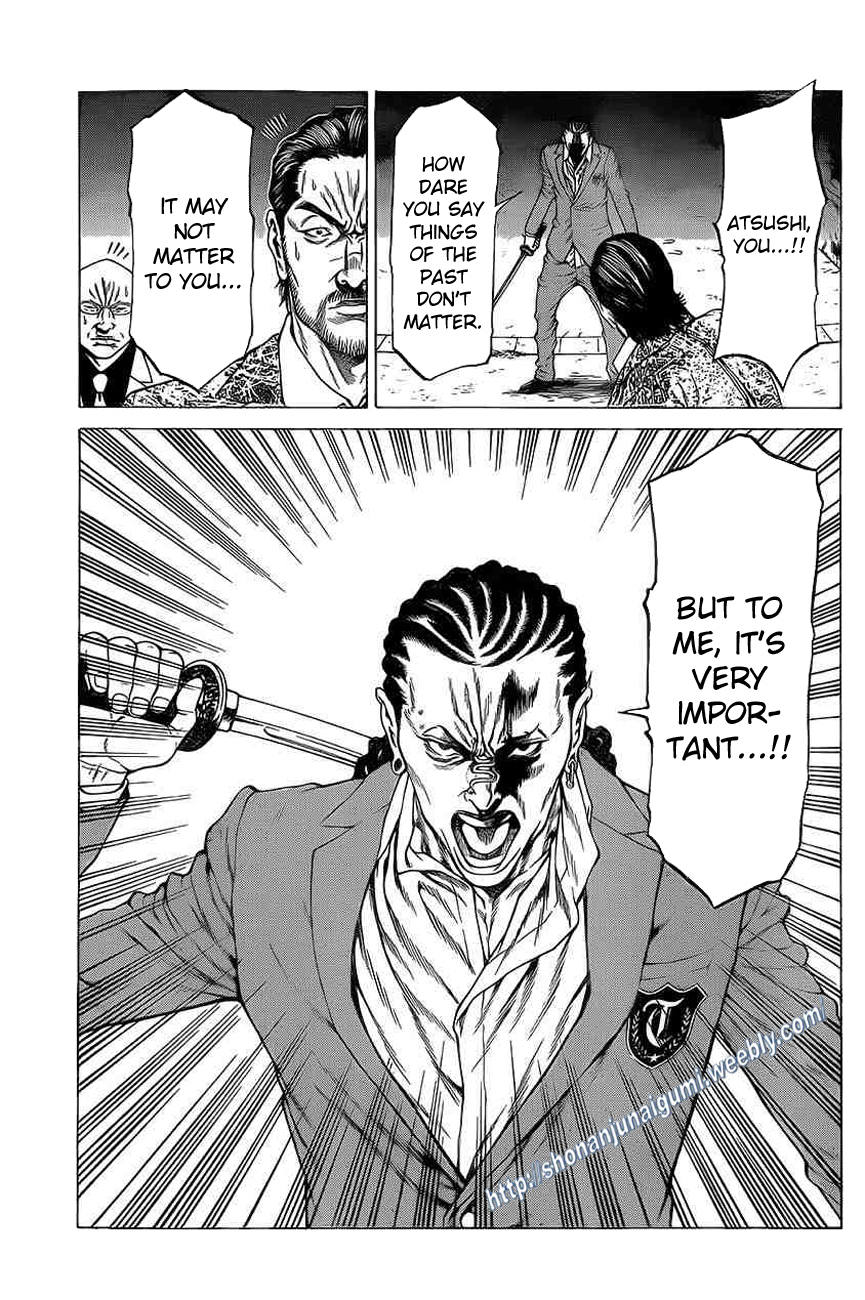 ATSUSHI,
YOU...!!
HOW
DARE
YOU SAY
THINGS
OF THE
PAST
DON'T
MATTER.
IT MAY
NOT
MATTER
TO YOU...
BUT TO
ME, IT'S
VERY
IMPOR-
TANT...!!
T
http://shonanjunaigumi.weebly.com/